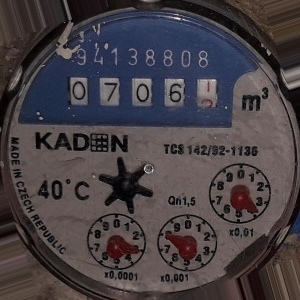 94138808
0706
m³
KADEN
TCS 142/92-1136
40°C
Qn1,5
MADE IN CZECH REPUBLIC
x0,01
x0,0001
x0,001